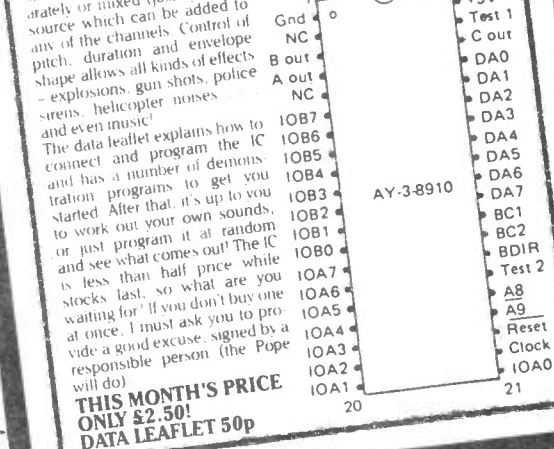 arately or mixed
source which can be added to
any of the channels. Control of
pitch, duration and envelope
shape allows all kinds of effects
– explosions, gun shots, police
sirens, helicopter noises . . .
and even music!
The data leaflet explains how to
connect and program the IC
and has a number of demons-
tration programs to get you
started. After that, it's up to you
to work out your own sounds,
or just program it at random
and see what comes out! The IC
is less than half price while
stocks last, so what are you
waiting for? If you don't buy one
at once, I must ask you to pro-
vide a good excuse, signed by a
responsible person (the Pope
will do)
THIS MONTH'S PRICE
ONLY £2.50!
DATA LEAFLET 50p
Gnd
NC
B out
A out
NC
IOB7
IOB6
IOB5
IOB4
IOB3
IOB2
IOB1
IOB0
IOA7
IOA6
IOA5
IOA4
IOA3
IOA2
IOA1
20
AY-3-8910
Test 1
C out
DA0
DA1
DA2
DA3
DA4
DA5
DA6
DA7
BC1
BC2
BDIR
Test 2
A8
A9
Reset
Clock
IOA0
21